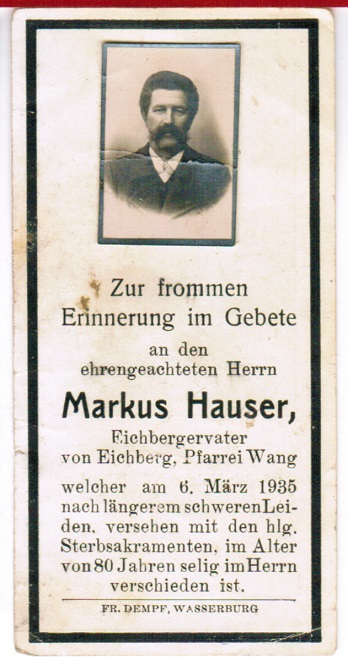 Zur frommen
Erinnerung im Gebete
an den
ehrengeachteten Herrn
Markus Hauser,
Eichbergervater
von Eichberg, Pfarrei Wang
welcher am 6. März 1935
nach längerem schweren Lei-
den, versehen mit den hlg.
Sterbsakramenten, im Alter
von 80 Jahren selig im Herrn
verschieden ist.
FR. DEMPF, WASSERBURG